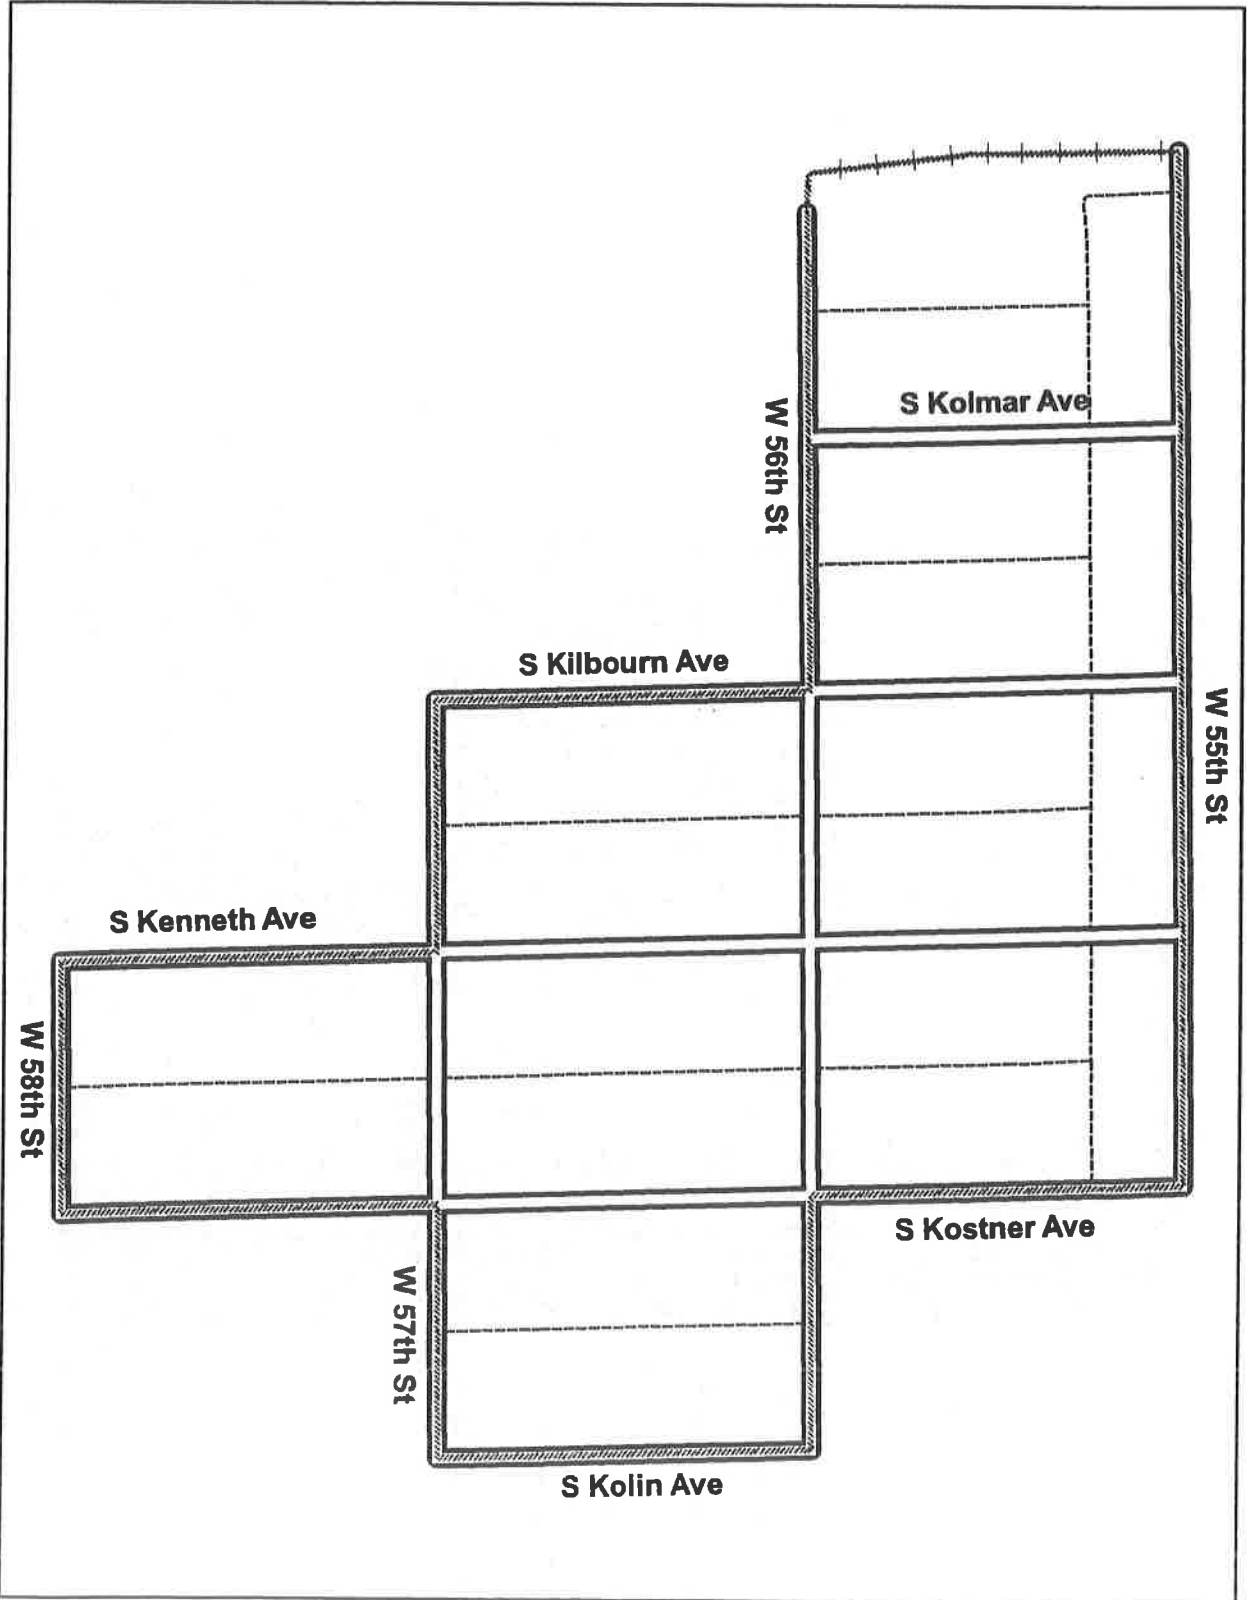 S Kolmar Ave
W 56th St
S Kilbourn Ave
W 55th St
S Kenneth Ave
W 58th St
S Kostner Ave
W 57th St
S Kolin Ave